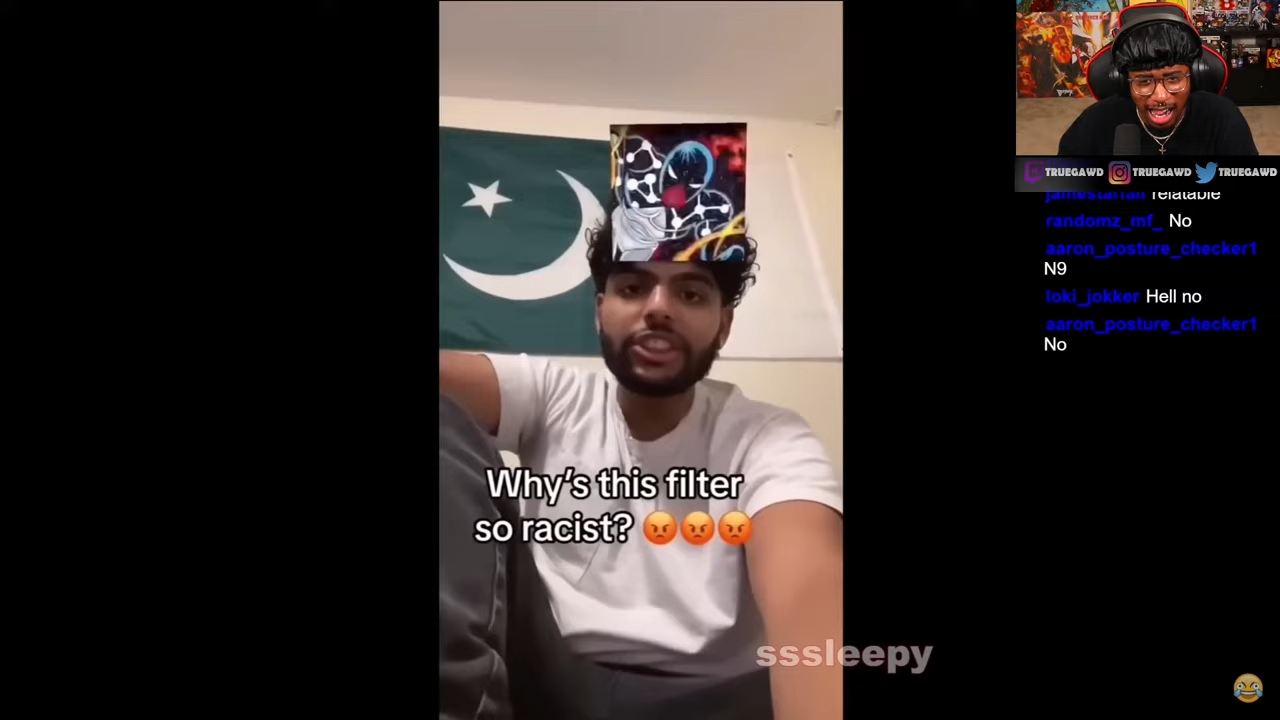 Why's this filter
so racist? 😡😡😡
sssleepy
TRUEGAWD TRUEGAWD TRUEGAWD
jamesstarfall relatable
randomz_mf_ No
aaron_posture_checker1
N9
loki_jokker Hell no
aaron_posture_checker1
No